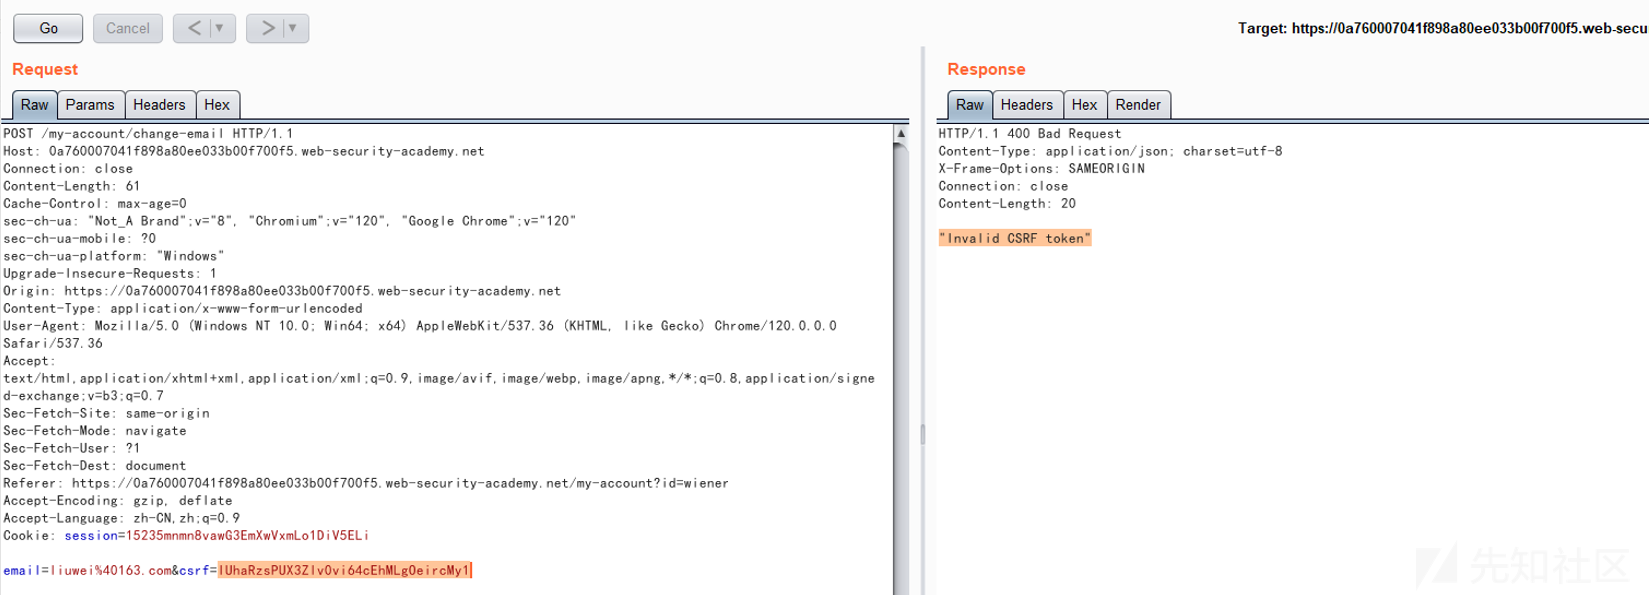 Go
Cancel
<
>
Target: https://0a760007041f898a80ee033b00f700f5.web-secu
Request
Raw
Params
Headers
Hex
POST /my-account/change-email HTTP/1.1
Host: 0a760007041f898a80ee033b00f700f5.web-security-academy.net
Connection: close
Content-Length: 61
Cache-Control: max-age=0
sec-ch-ua: "Not_A Brand";v="8", "Chromium";v="120", "Google Chrome";v="120"
sec-ch-ua-mobile: ?0
sec-ch-ua-platform: "Windows"
Upgrade-Insecure-Requests: 1
Origin: https://0a760007041f898a80ee033b00f700f5.web-security-academy.net
Content-Type: application/x-www-form-urlencoded
User-Agent: Mozilla/5.0 (Windows NT 10.0; Win64; x64) AppleWebKit/537.36 (KHTML, like Gecko) Chrome/120.0.0.0
Safari/537.36
Accept:
text/html,application/xhtml+xml,application/xml;q=0.9,image/avif,image/webp,image/apng,*/*;q=0.8,application/signe
d-exchange;v=b3;q=0.7
Sec-Fetch-Site: same-origin
Sec-Fetch-Mode: navigate
Sec-Fetch-User: ?1
Sec-Fetch-Dest: document
Referer: https://0a760007041f898a80ee033b00f700f5.web-security-academy.net/my-account?id=wiener
Accept-Encoding: gzip, deflate
Accept-Language: zh-CN,zh;q=0.9
Cookie: session=15235mnmn8vawG3EmXwVxmLo1DiV5ELi
email=liuwei%40163.com&csrf=lUhaRzsPUX3Zlv0vi64cEhMLgOeircMy1
Response
Raw
Headers
Hex
Render
HTTP/1.1 400 Bad Request
Content-Type: application/json; charset=utf-8
X-Frame-Options: SAMEORIGIN
Connection: close
Content-Length: 20
"Invalid CSRF token"
先知社区